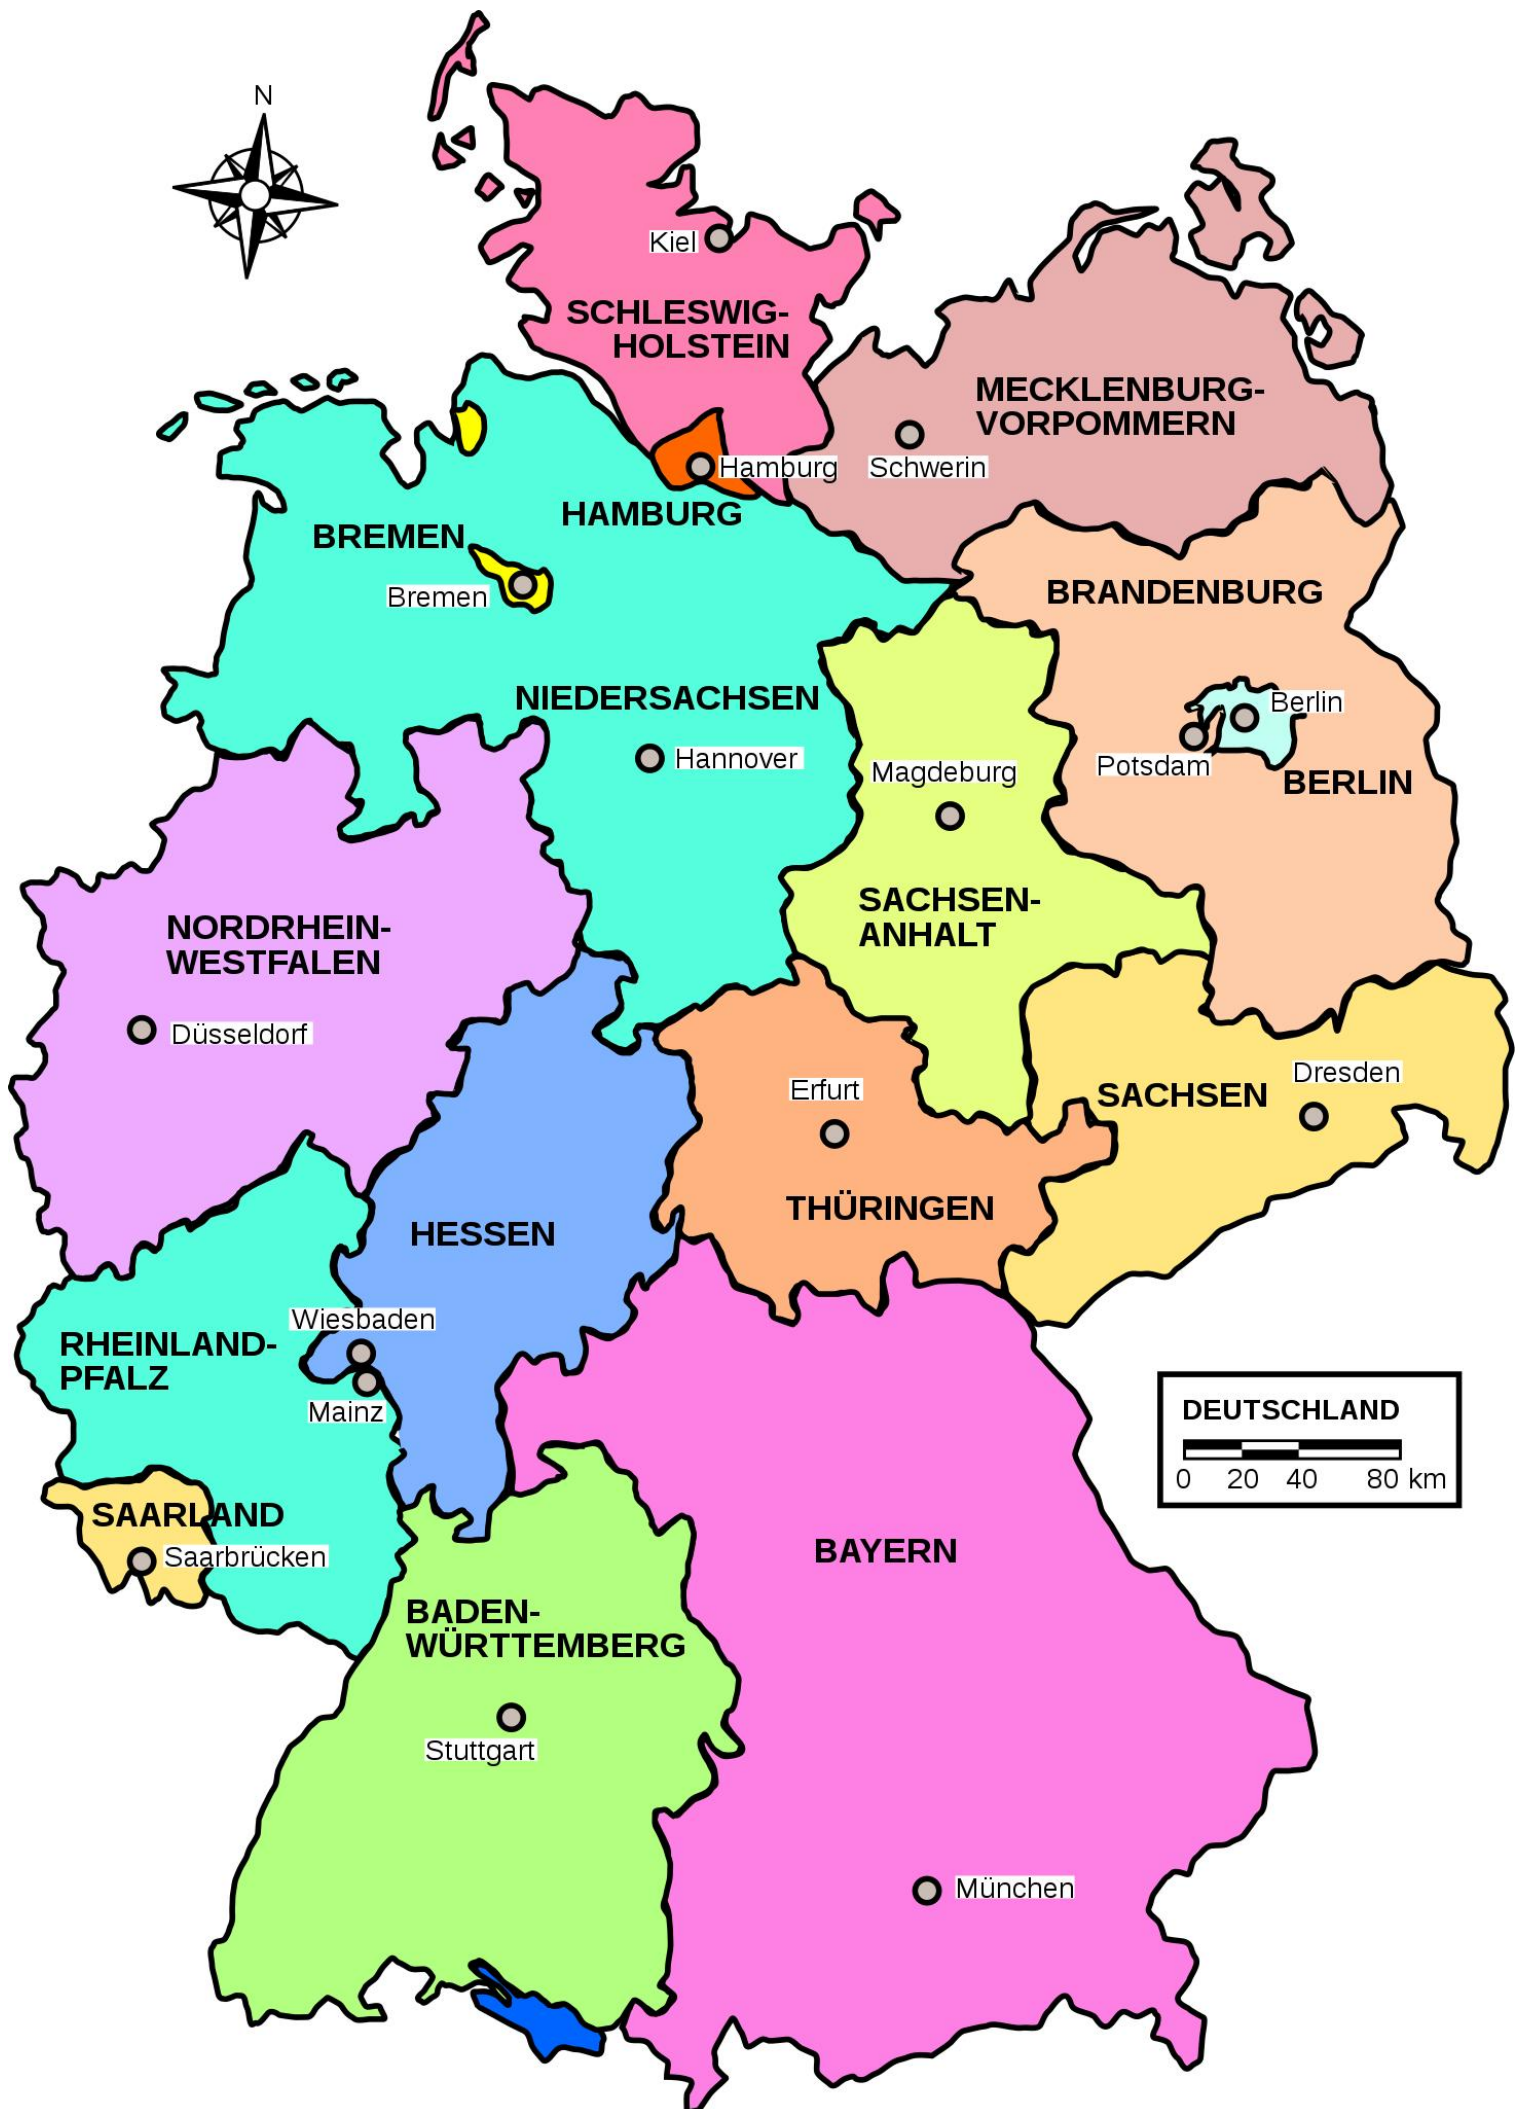 N
Kiel
SCHLESWIG-
HOLSTEIN
MECKLENBURG-
VORPOMMERN
Hamburg
Schwerin
HAMBURG
BREMEN
Bremen
BRANDENBURG
NIEDERSACHSEN
Berlin
Hannover
Potsdam
Magdeburg
BERLIN
SACHSEN-
ANHALT
NORDRHEIN-
WESTFALEN
Düsseldorf
Dresden
Erfurt
SACHSEN
THÜRINGEN
HESSEN
Wiesbaden
RHEINLAND-
PFALZ
Mainz
DEUTSCHLAND
0 20 40 80 km
SAARLAND
Saarbrücken
BAYERN
BADEN-
WÜRTTEMBERG
Stuttgart
München